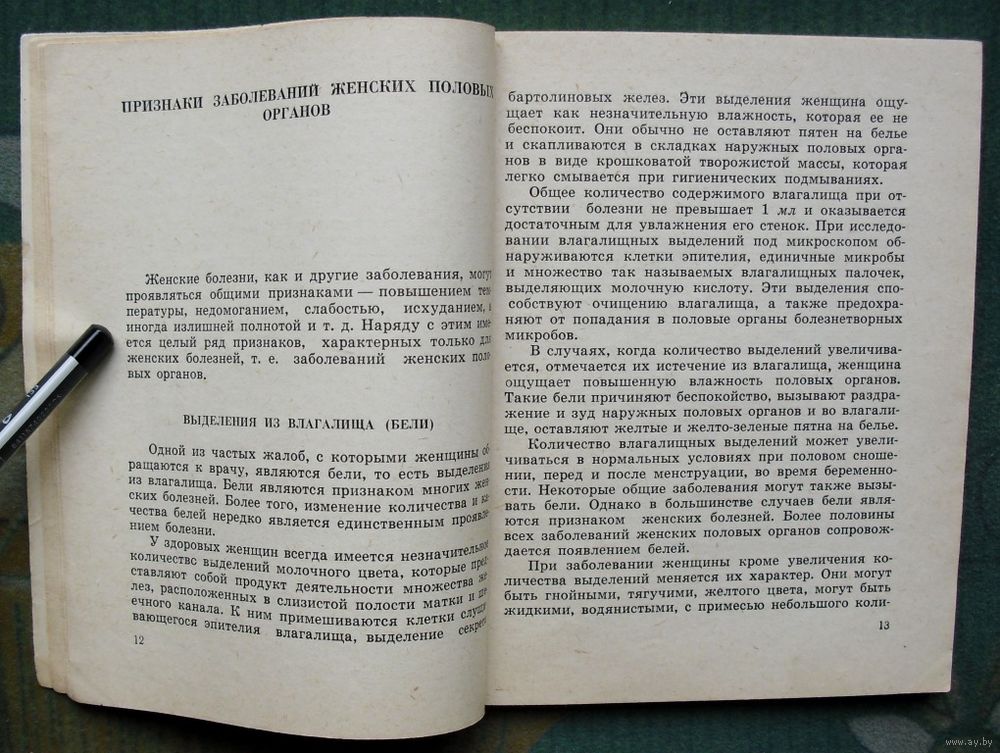 ПРИЗНАКИ ЗАБОЛЕВАНИЙ ЖЕНСКИХ ПОЛОВЫХ
ОРГАНОВ
Женские болезни, как и другие заболевания, могут
проявляться общими признаками — повышением тем-
пературы, недомоганием, слабостью, исхуданием, а
иногда излишней полнотой и т. д. Наряду с этим име-
ется целый ряд признаков, характерных только для
женских болезней, т. е. заболеваний женских поло-
вых органов.
ВЫДЕЛЕНИЯ ИЗ ВЛАГАЛИЩА (БЕЛИ)
Одной из частых жалоб, с которыми женщины об-
ращаются к врачу, являются бели, то есть выделения
из влагалища. Бели являются признаком многих жен-
ских болезней. Более того, изменение количества и ка-
чества белей нередко является единственным проявле-
нием болезни.
У здоровых женщин всегда имеется незначительное
количество выделений молочного цвета, которые пред-
ставляют собой продукт деятельности множества же-
лез, расположенных в слизистой полости матки и ше-
ечного канала. К ним примешиваются клетки слущи-
вающегося эпителия влагалища, выделение секрета
12
бартолиновых желез. Эти выделения женщина ощу-
щает как незначительную влажность, которая ее не
беспокоит. Они обычно не оставляют пятен на белье
и скапливаются в складках наружных половых орга-
нов в виде крошковатой творожистой массы, которая
легко смывается при гигиенических подмываниях.
Общее количество содержимого влагалища при от-
сутствии болезни не превышает 1 мл и оказывается
достаточным для увлажнения его стенок. При исследо-
вании влагалищных выделений под микроскопом об-
наруживаются клетки эпителия, единичные микробы
и множество так называемых влагалищных палочек,
выделяющих молочную кислоту. Эти выделения спо-
собствуют очищению влагалища, а также предохра-
няют от попадания в половые органы болезнетворных
микробов.
В случаях, когда количество выделений увеличива-
ется, отмечается их истечение из влагалища, женщина
ощущает повышенную влажность половых органов.
Такие бели причиняют беспокойство, вызывают раздра-
жение и зуд наружных половых органов и во влагали-
ще, оставляют желтые и желто-зеленые пятна на белье.
Количество влагалищных выделений может увели-
чиваться в нормальных условиях при половом сноше-
нии, перед и после менструации, во время беременно-
сти. Некоторые общие заболевания могут также вызы-
вать бели. Однако в большинстве случаев бели явля-
ются признаком женских болезней. Более половины
всех заболеваний женских половых органов сопровож-
дается появлением белей.
При заболевании женщины кроме увеличения ко-
личества выделений меняется их характер. Они могут
быть гнойными, тягучими, желтого цвета, могут быть
жидкими, водянистыми, с примесью небольшого коли-
13
www.ay.by